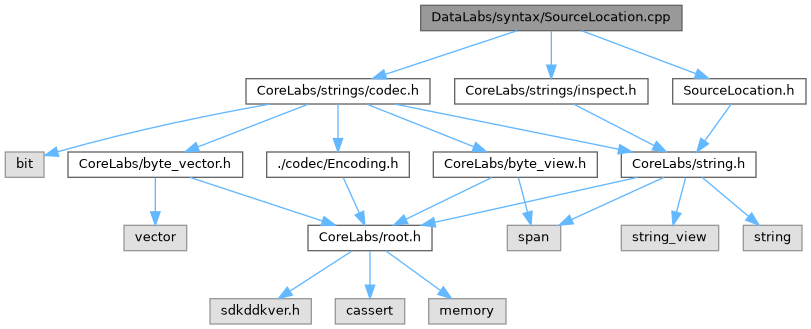 DataLabs/syntax/SourceLocation.cpp
CoreLabs/strings/codec.h
CoreLabs/strings/inspect.h
SourceLocation.h
bit
CoreLabs/byte_vector.h
./codec/Encoding.h
CoreLabs/byte_view.h
CoreLabs/string.h
vector
CoreLabs/root.h
span
string_view
string
sdkddkver.h
cassert
memory